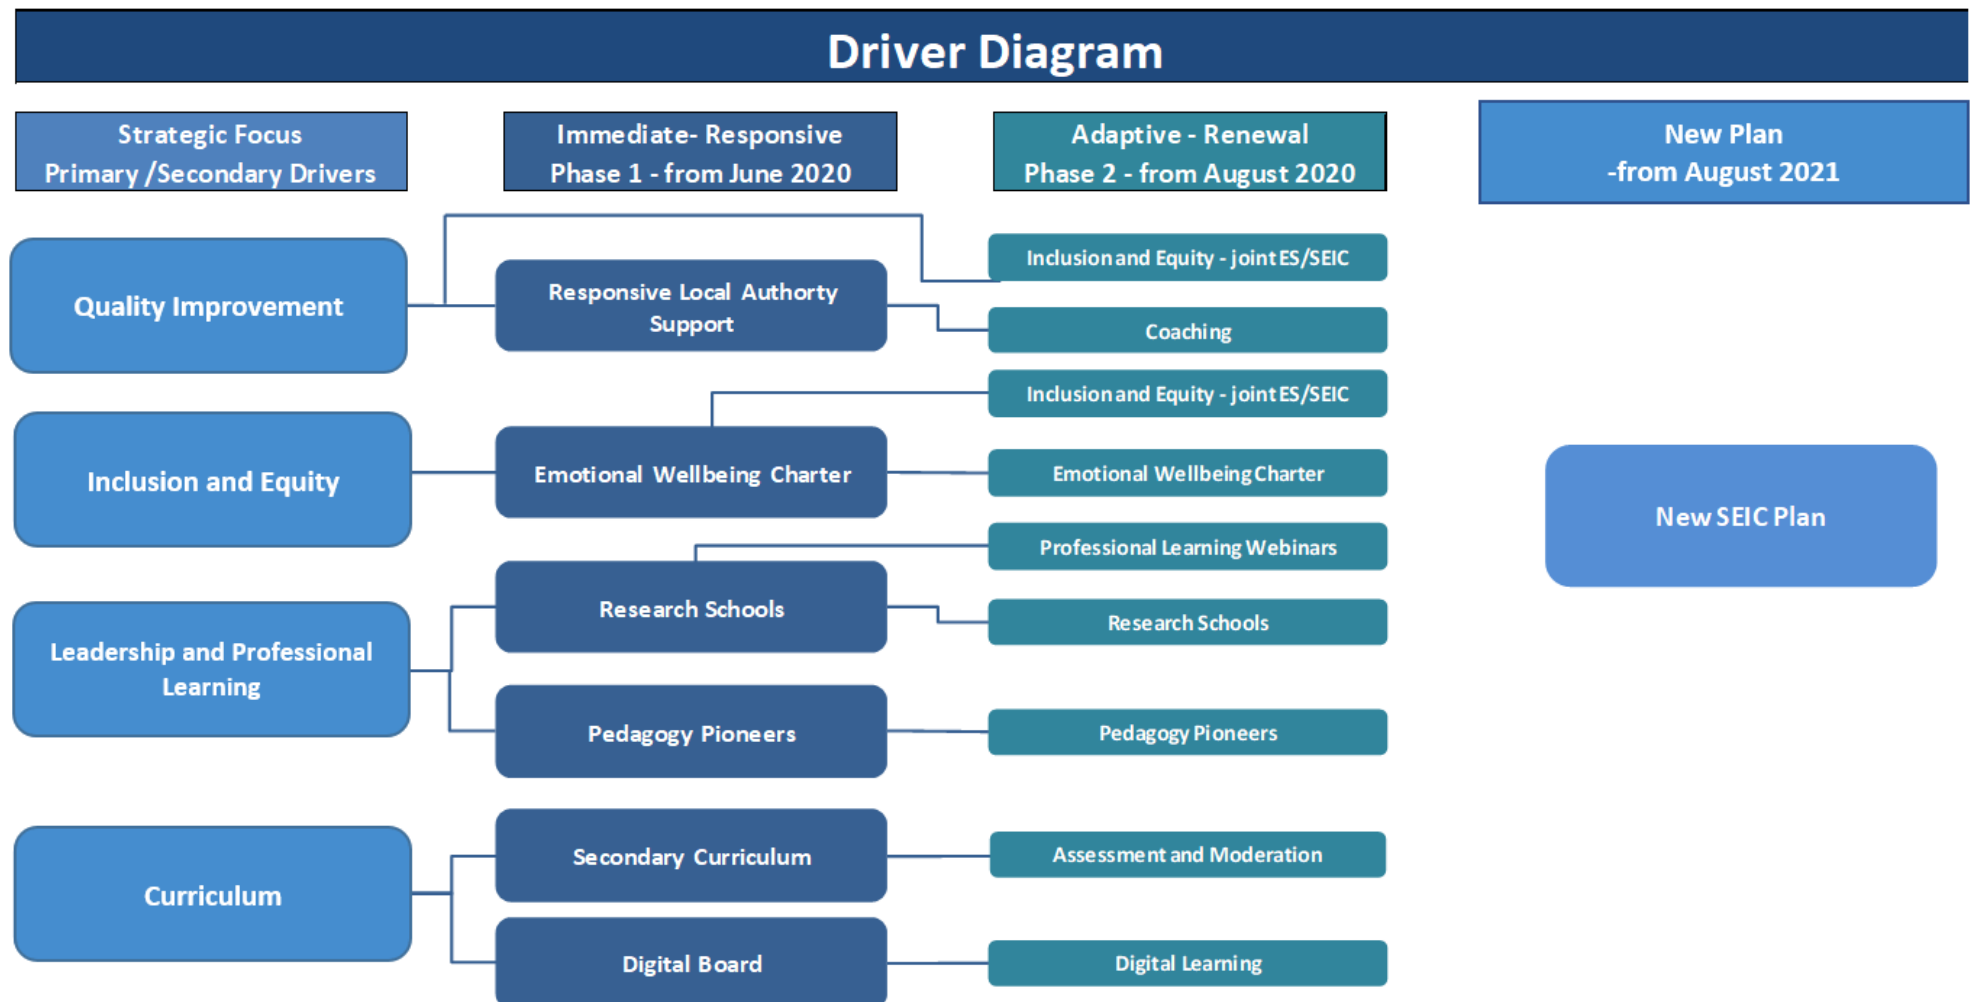 Driver Diagram
Strategic Focus
Primary /Secondary Drivers
Immediate- Responsive
Phase 1 - from June 2020
Adaptive - Renewal
Phase 2 - from August 2020
New Plan
-from August 2021
Quality Improvement
Responsive Local Authorty
Support
Inclusion and Equity - joint ES/SEIC
Coaching
Inclusion and Equity
Emotional Wellbeing Charter
Inclusion and Equity - joint ES/SEIC
Emotional Wellbeing Charter
Leadership and Professional
Learning
Research Schools
Pedagogy Pioneers
Professional Learning Webinars
Research Schools
Pedagogy Pioneers
Curriculum
Secondary Curriculum
Digital Board
Assessment and Moderation
Digital Learning
New SEIC Plan